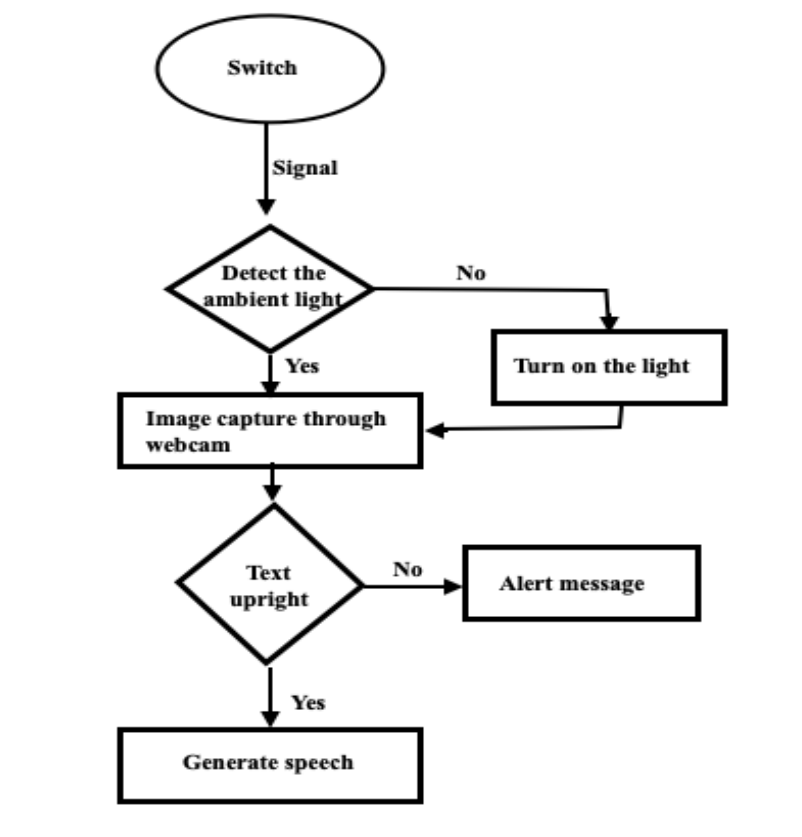 Switch
Signal
Detect the
ambient light
No
Turn on the light
Yes
Image capture through
webcam
Text
upright
No
Alert message
Yes
Generate speech